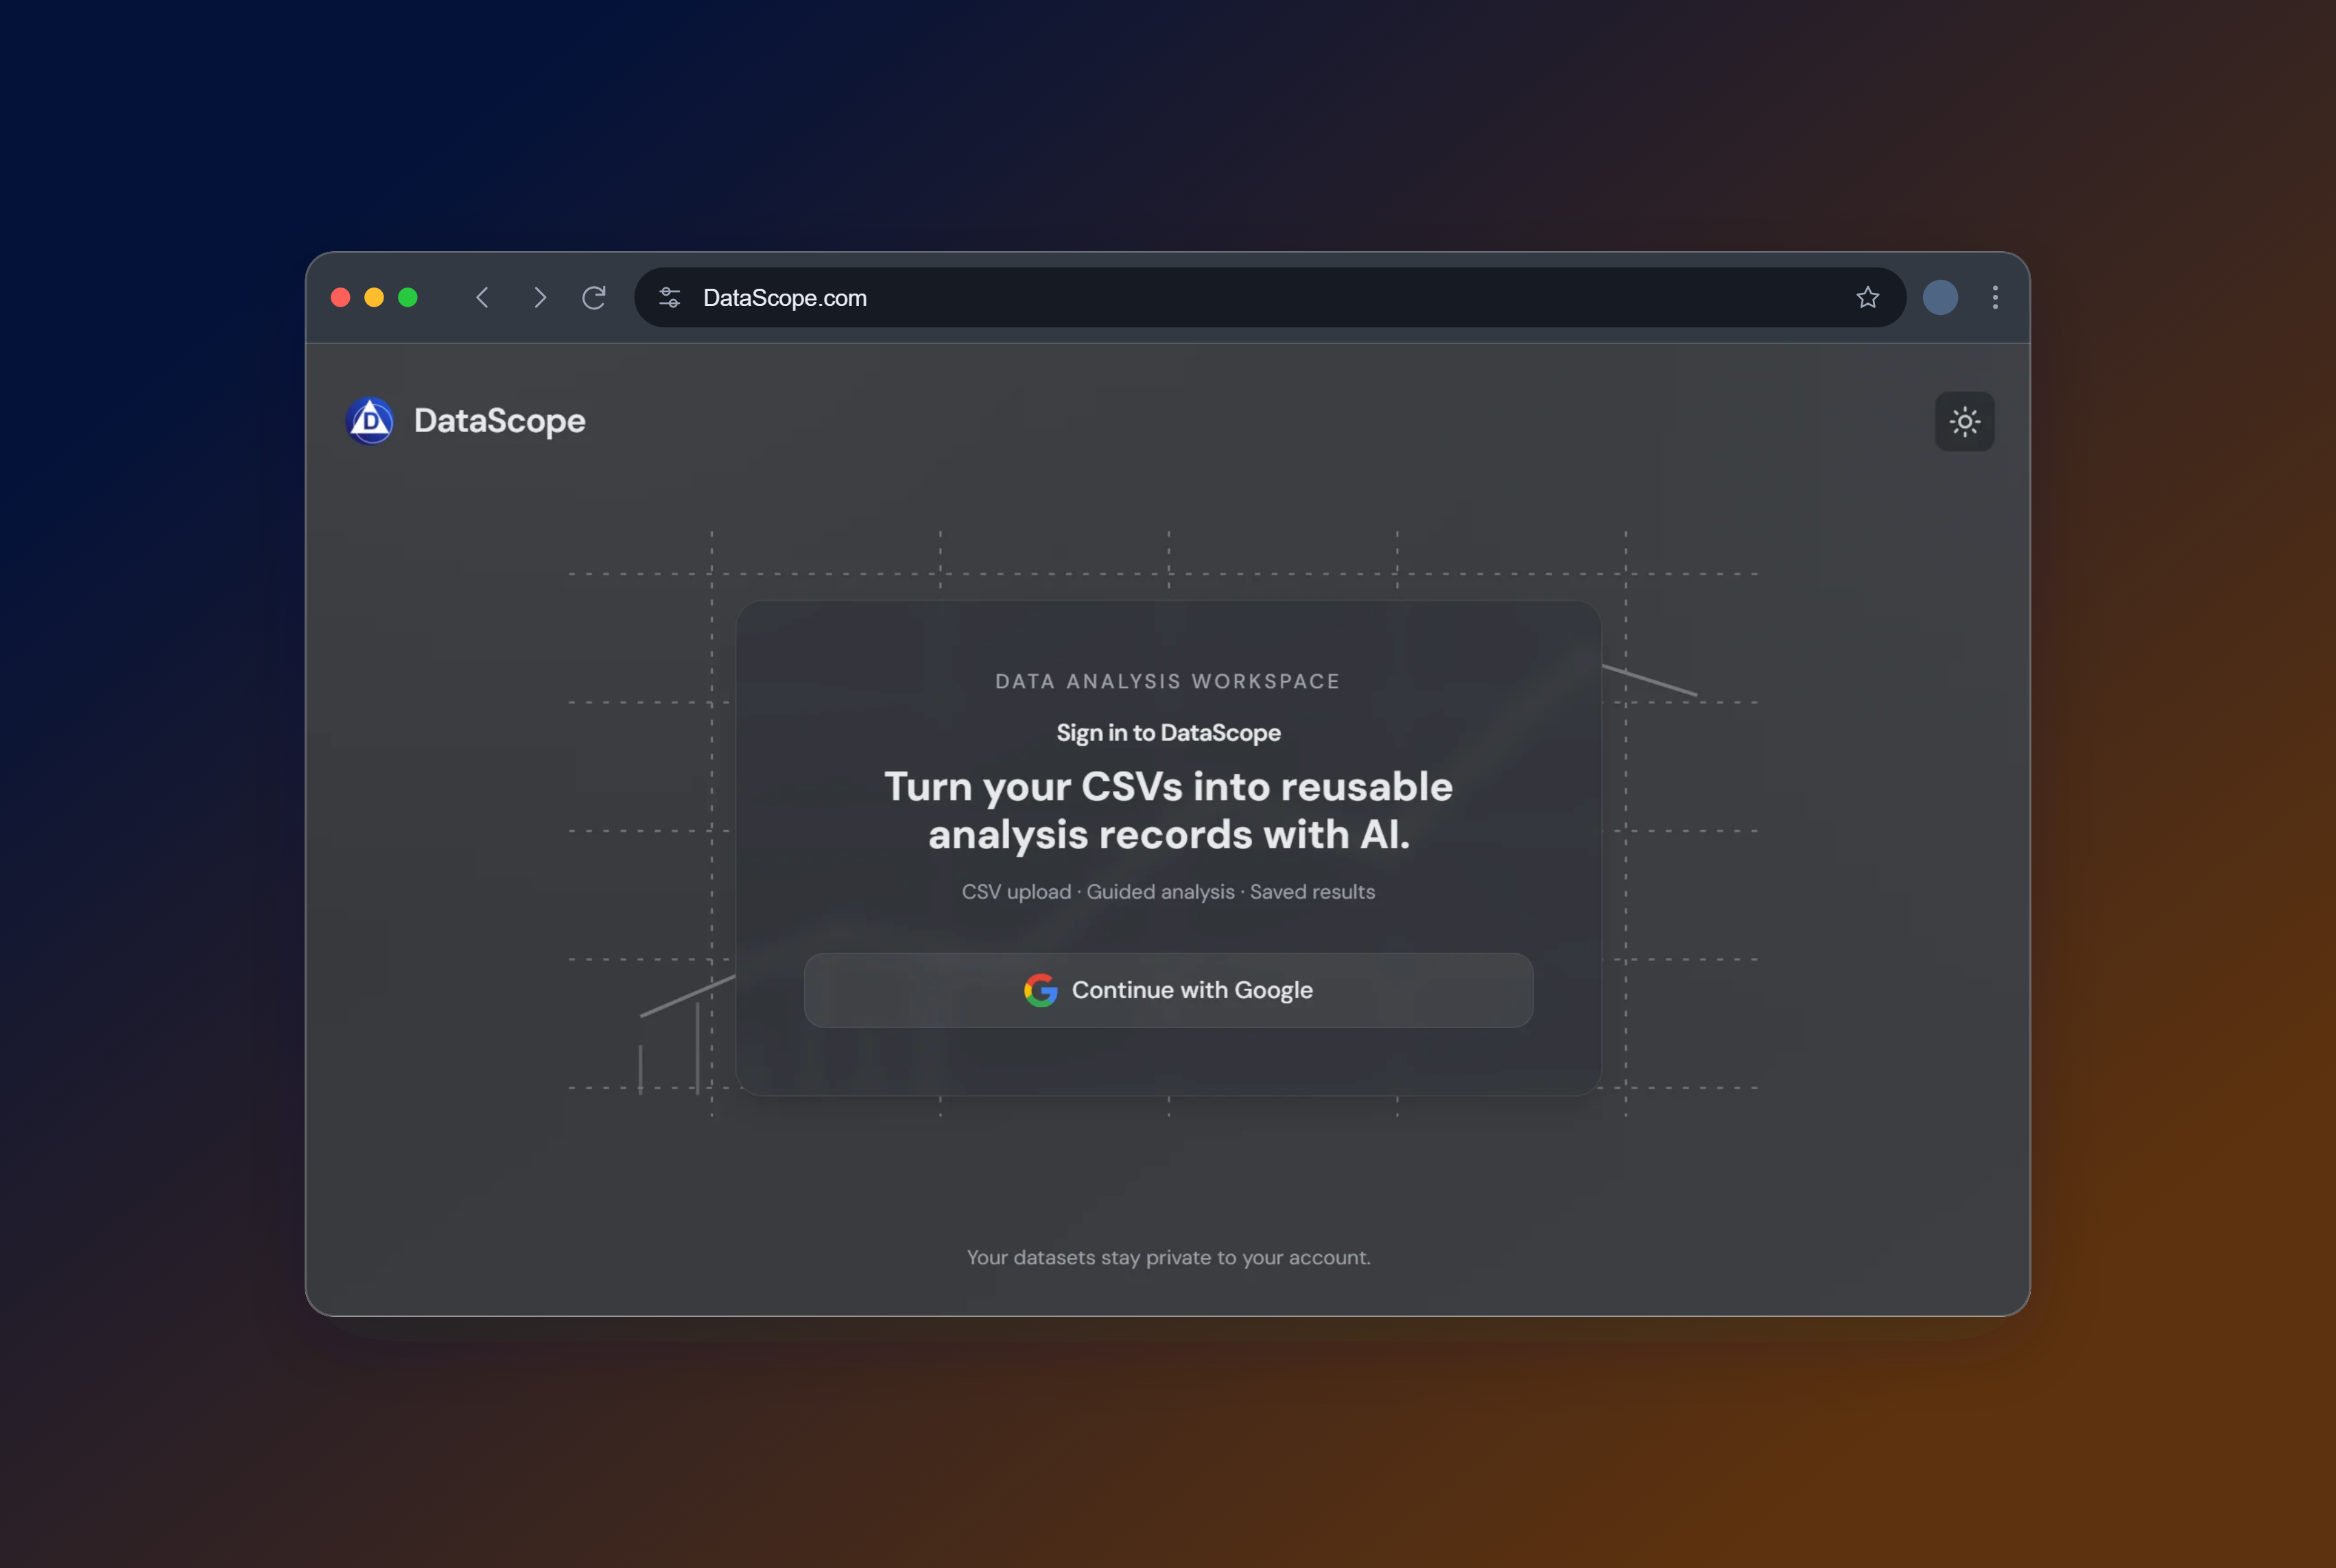 DataScope.com
D
DataScope
DATA ANALYSIS WORKSPACE
Sign in to DataScope
Turn your CSVs into reusable
analysis records with AI.
CSV upload · Guided analysis · Saved results
Continue with Google
Your datasets stay private to your account.